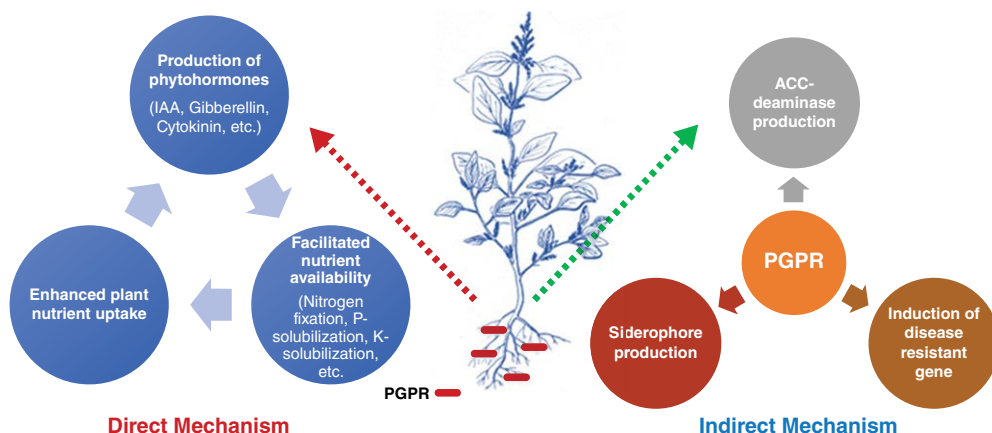 Production of
phytohormones
(IAA, Gibberellin,
Cytokinin, etc.)
Facilitated
nutrient
availability
(Nitrogen
fixation, P-
solubilization, K-
solubilization,
etc.
Enhanced plant
nutrient uptake
PGPR
Direct Mechanism
ACC-
deaminase
production
PGPR
Siderophore
production
Induction of
disease
resistant
gene
Indirect Mechanism